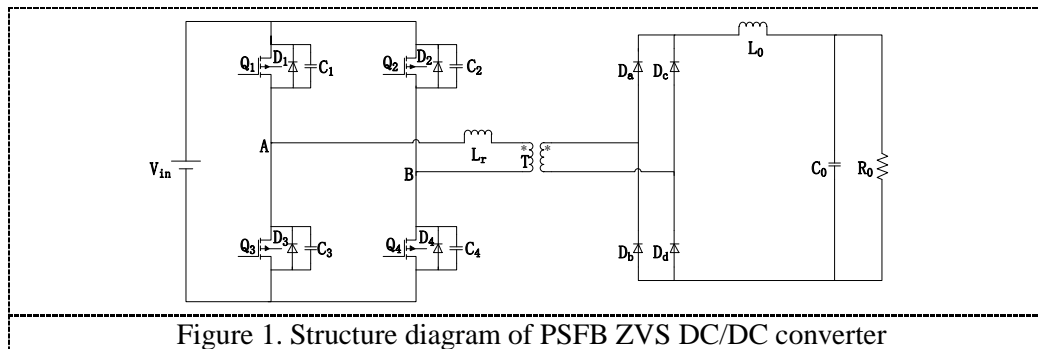 Q1 D1 C1 Q2 D2 C2
L0
Da Dc
A
Lr
* T *
Vin
B
C0 R0
Q3 D3 C3 Q4 D4 C4
Db Dd
Figure 1. Structure diagram of PSFB ZVS DC/DC converter